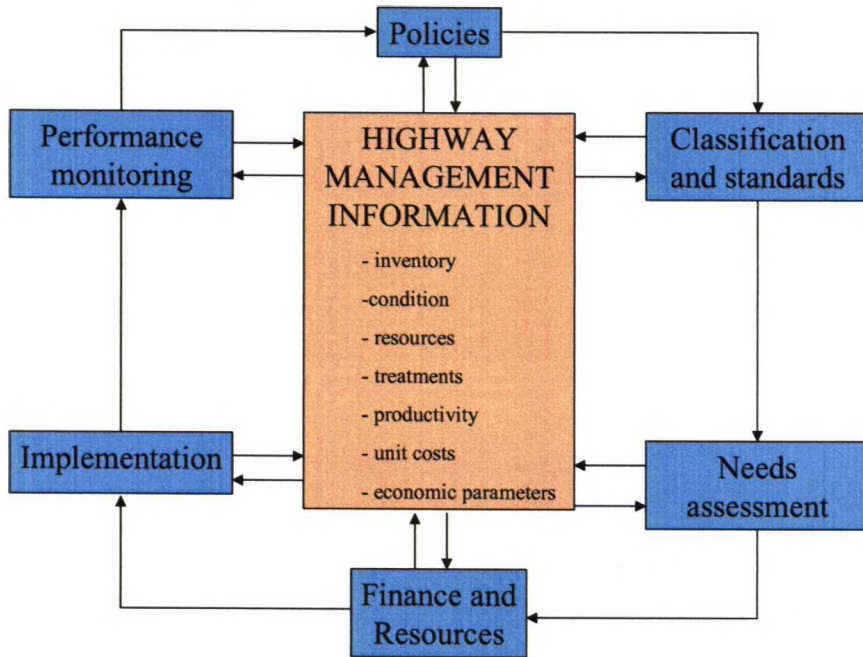 Policies
Performance
monitoring
HIGHWAY
MANAGEMENT
INFORMATION
- inventory
-condition
- resources
- treatments
- productivity
- unit costs
- economic parameters
Classification
and standards
Implementation
Needs
assessment
Finance and
Resources